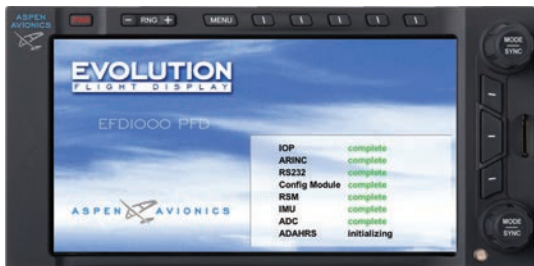 ASPEN
AVIONICS
− RNG +
MENU
MODE
SYNC
EVOLUTION
FLIGHT DISPLAY
EFD1000 PFD
IOP complete
ARINC complete
RS232 complete
Config Module complete
RSM complete
IMU complete
ADC complete
ADAHRS initializing
ASPEN AVIONICS
MODE
SYNC